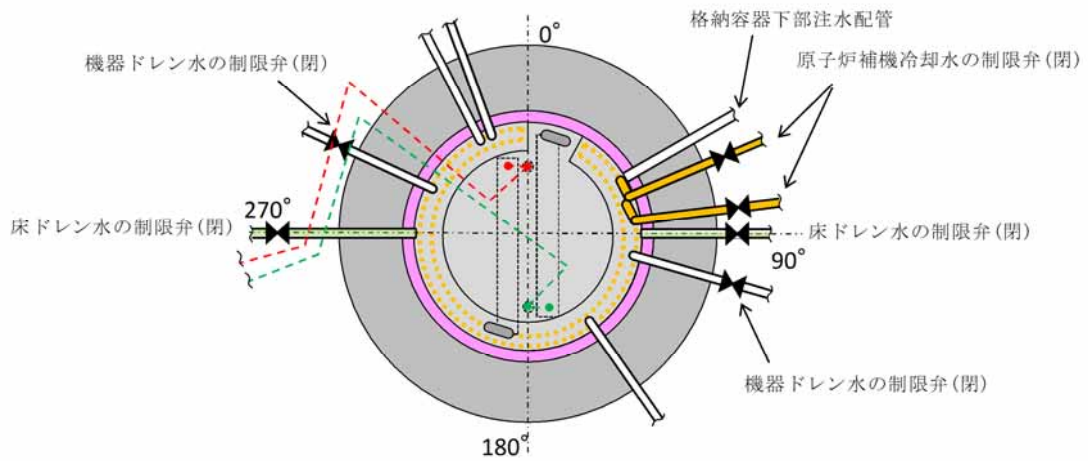 格納容器下部注水配管
0°
原子炉補機冷却水の制限弁(閉)
機器ドレン水の制限弁(閉)
270°
床ドレン水の制限弁(閉)
床ドレン水の制限弁(閉)
90°
機器ドレン水の制限弁(閉)
180°